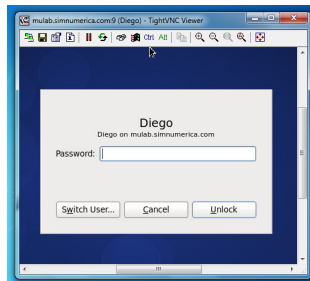 mulab.simnumerica.com:9 (Diego) - TightVNC Viewer
Ctrl Alt
Diego
Diego on mulab.simnumerica.com
Password:
Switch User... Cancel Unlock